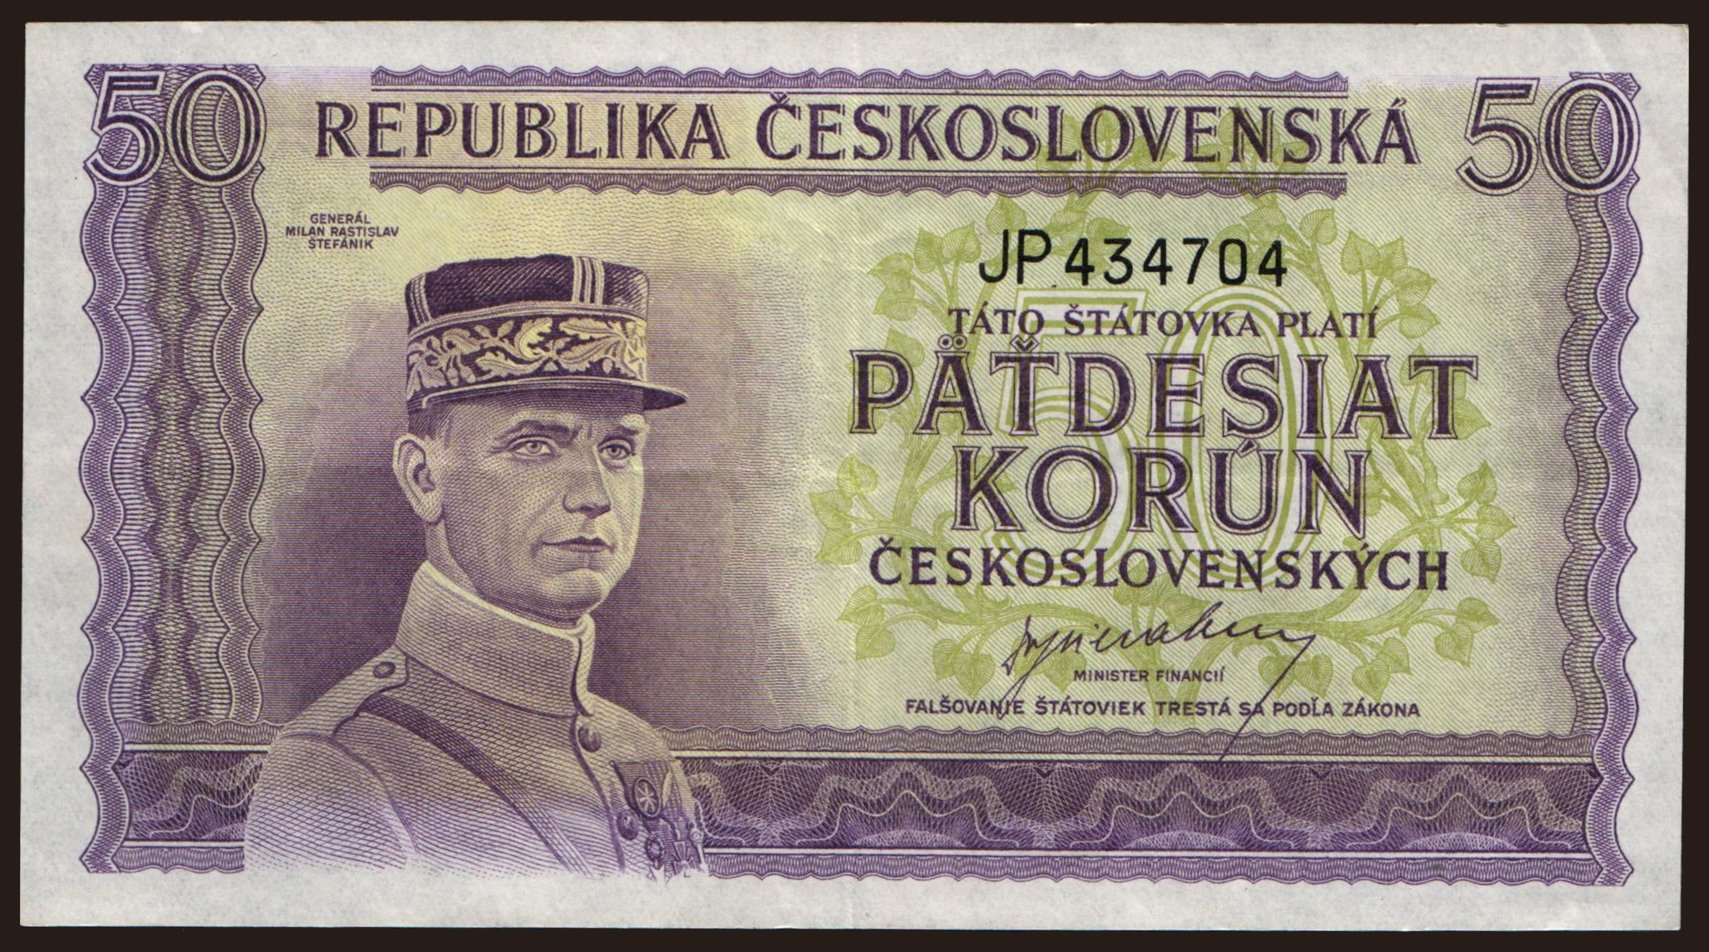 50 REPUBLIKA ČESKOSLOVENSKÁ 50
GENERÁL
MILAN RASTISLAV
ŠTEFÁNIK
JP 434704
TÁTO ŠTÁTOVKA PLATÍ
PÄŤDESIAT
KORÚN
50
ČESKOSLOVENSKÝCH
MINISTER FINANCIÍ
FALŠOVANIE ŠTÁTOVIEK TRESTÁ SA PODĽA ZÁKONA